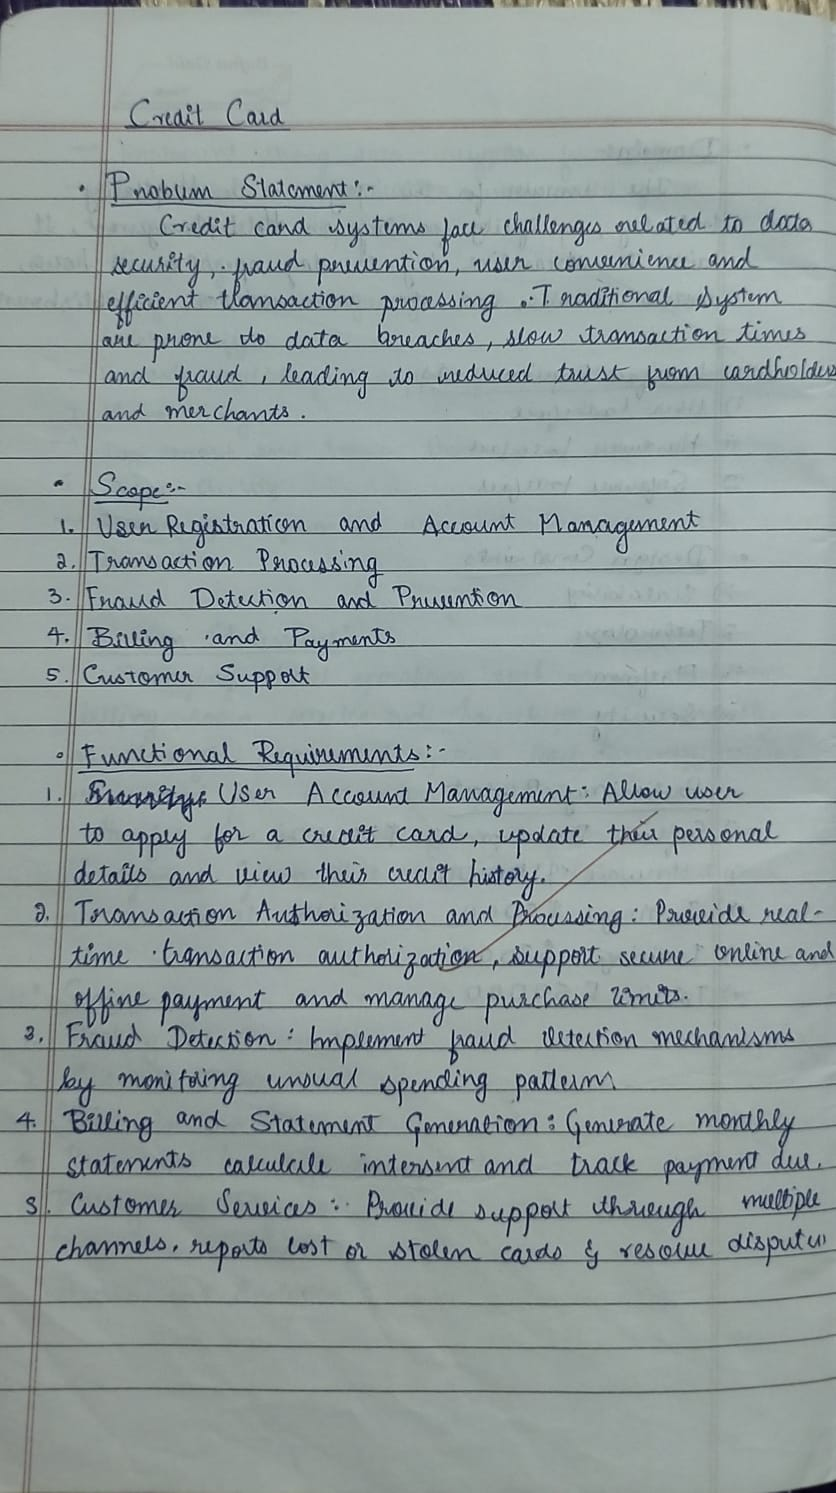 Credit Card
• Problem Statement :-
Credit card systems face challenges related to data
security, fraud prevention, user convenience and
efficient transaction processing. Traditional system
are prone to data breaches, slow transaction times
and fraud, leading to reduced trust from cardholders
and merchants.
• Scope :-
1. User Registration and Account Management
2. Transaction Processing
3. Fraud Detection and Prevention
4. Billing and Payments
5. Customer Support
• Functional Requirements :-
1. User Account Management : Allow user
to apply for a credit card, update their personal
details and view their credit history.
2. Transaction Authorization and Processing : Provide real-
time transaction authorization, support secure online and
offine payment and manage purchase limits.
3. Fraud Detection : Implement fraud detection mechanisms
by monitoring unsual spending pattern
4. Billing and Statement Generation : Generate monthly
statements calculate interest and track payment due.
5. Customer Services : Provide support through multiple
channels, reports lost or stolen cards & resolve disputes